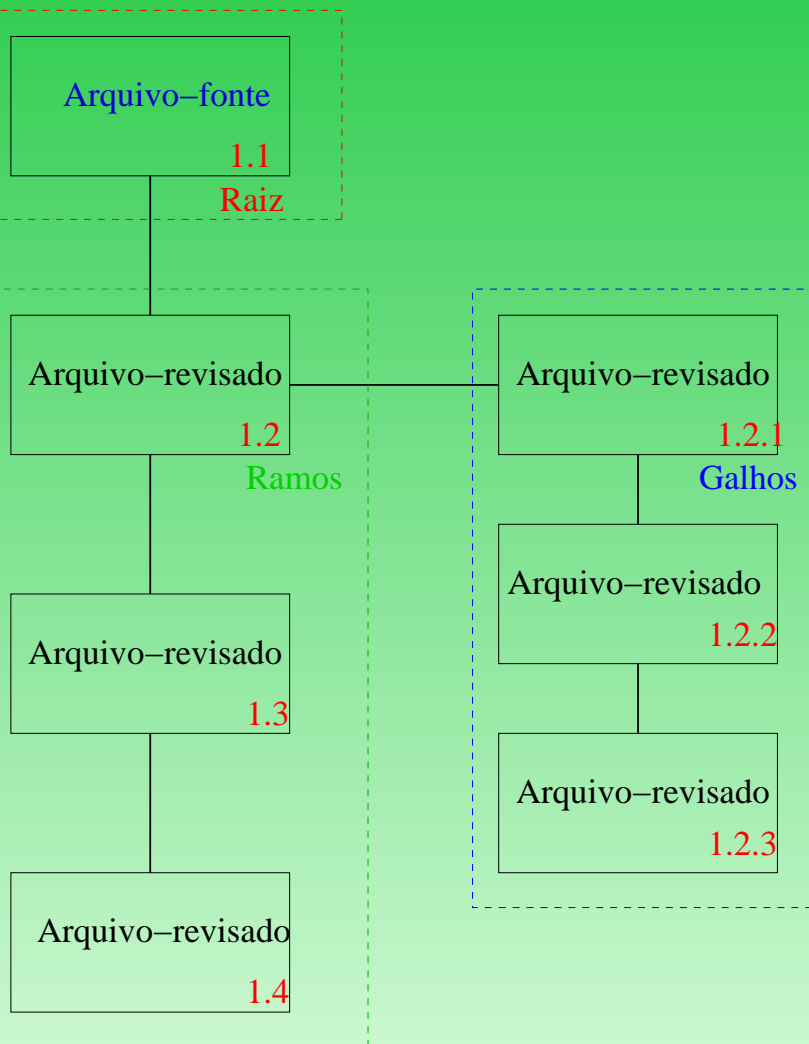 Arquivo−fonte
1.1
Raiz
Arquivo−revisado
1.2
Ramos
Arquivo−revisado
1.3
Arquivo−revisado
1.4
Arquivo−revisado
1.2.1
Galhos
Arquivo−revisado
1.2.2
Arquivo−revisado
1.2.3